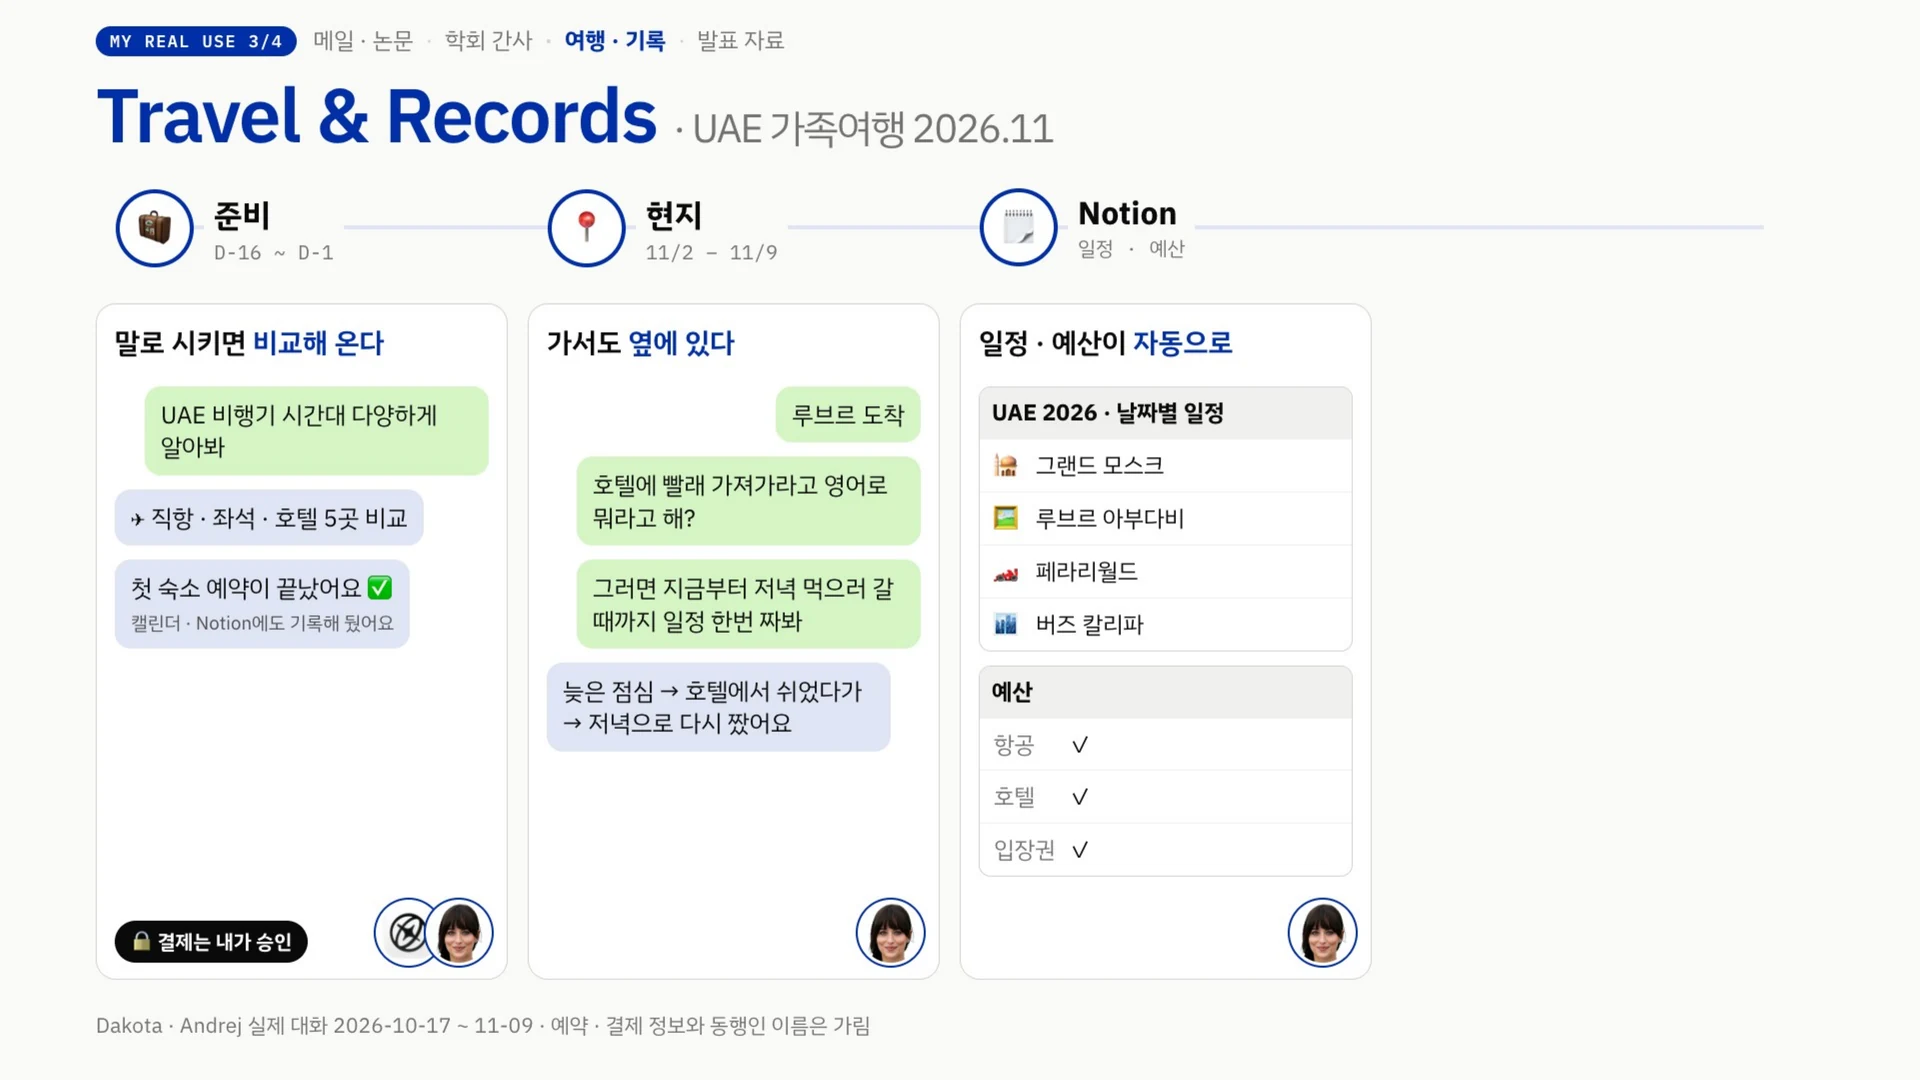 MY REAL USE 3/4 메일 · 논문 · 학회 간사 · 여행 · 기록 · 발표 자료
Travel & Records · UAE 가족여행 2026.11
준비
D-16 ~ D-1
현지
11/2 – 11/9
Notion
일정 · 예산
말로 시키면 비교해 온다
UAE 비행기 시간대 다양하게
알아봐
✈ 직항 · 좌석 · 호텔 5곳 비교
첫 숙소 예약이 끝났어요 ✅
캘린더 · Notion에도 기록해 뒀어요
🔒 결제는 내가 승인
가서도 옆에 있다
루브르 도착
호텔에 빨래 가져가라고 영어로
뭐라고 해?
그러면 지금부터 저녁 먹으러 갈
때까지 일정 한번 짜봐
늦은 점심 → 호텔에서 쉬었다가
→ 저녁으로 다시 짰어요
일정 · 예산이 자동으로
UAE 2026 · 날짜별 일정
그랜드 모스크
루브르 아부다비
페라리월드
버즈 칼리파
예산
항공 ✓
호텔 ✓
입장권 ✓
Dakota · Andrej 실제 대화 2026-10-17 ~ 11-09 · 예약 · 결제 정보와 동행인 이름은 가림